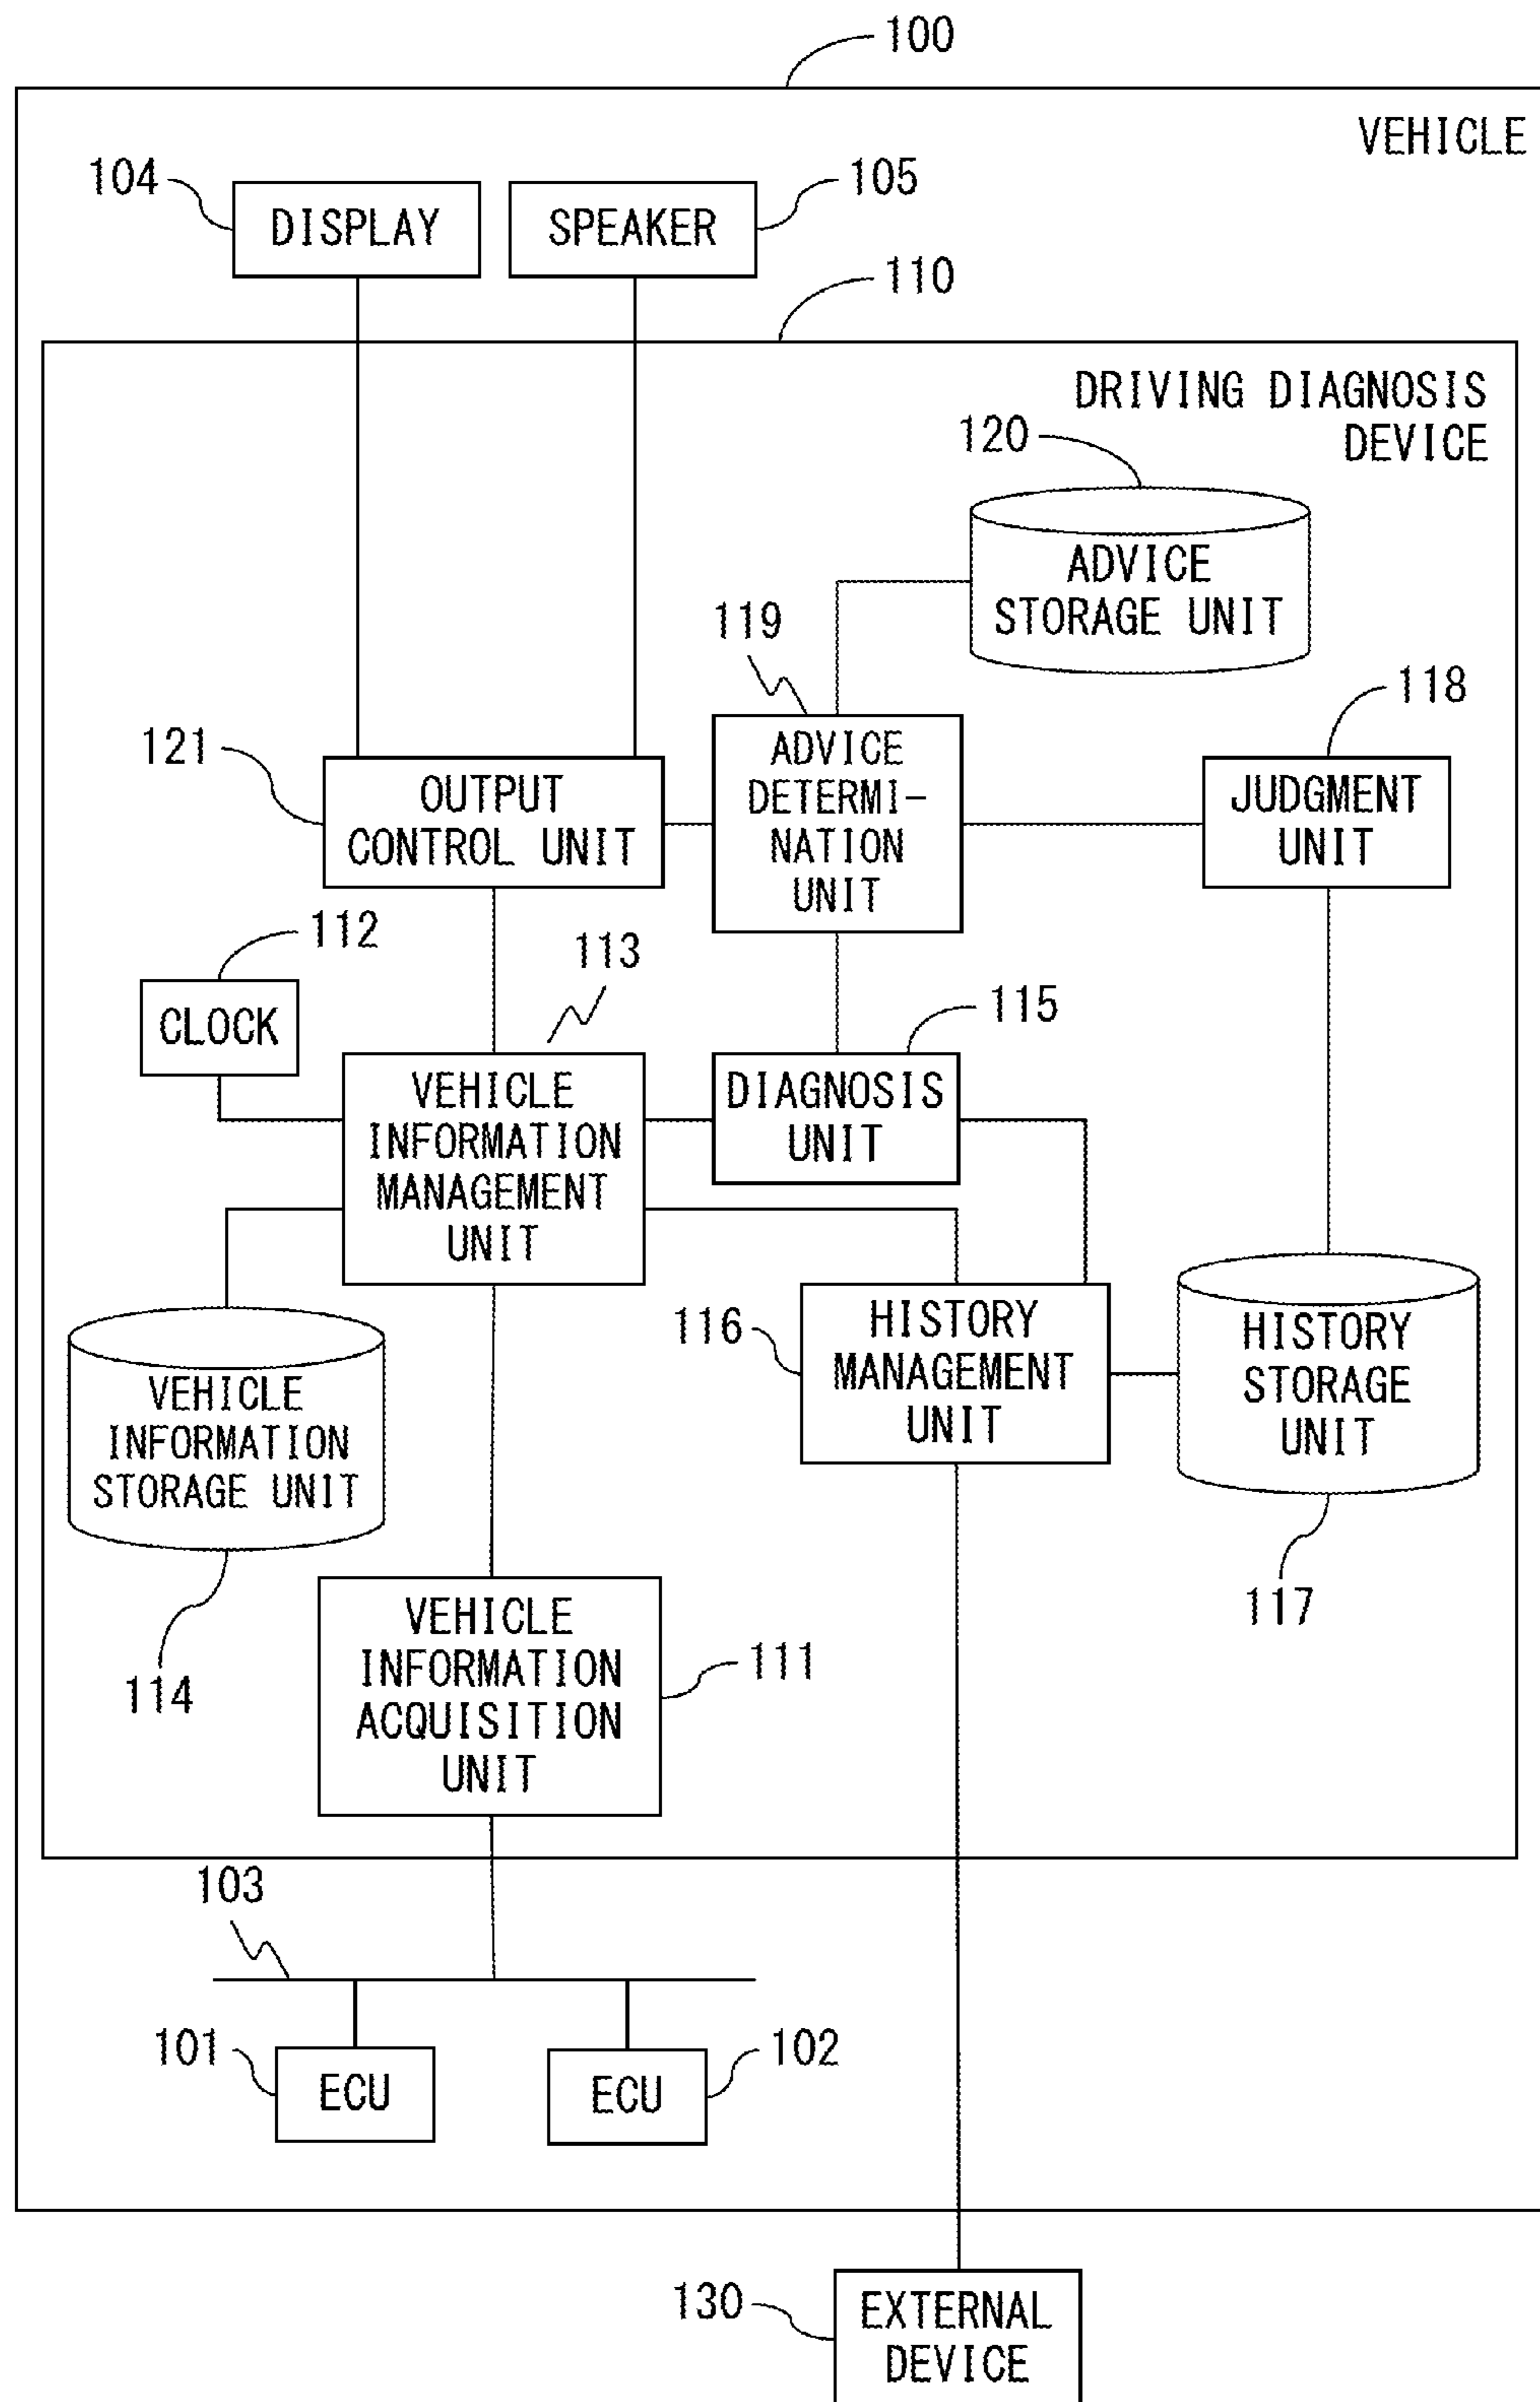 100
VEHICLE
104
105
DISPLAY
SPEAKER
110
DRIVING DIAGNOSIS
DEVICE
120
ADVICE
STORAGE UNIT
119
118
121
ADVICE
DETERMI-
NATION
UNIT
OUTPUT
CONTROL UNIT
JUDGMENT
UNIT
112
113
115
CLOCK
VEHICLE
INFORMATION
MANAGEMENT
UNIT
DIAGNOSIS
UNIT
116
HISTORY
MANAGEMENT
UNIT
HISTORY
STORAGE
UNIT
VEHICLE
INFORMATION
STORAGE UNIT
117
114
VEHICLE
INFORMATION
ACQUISITION
UNIT
111
103
101
102
ECU
ECU
130
EXTERNAL
DEVICE